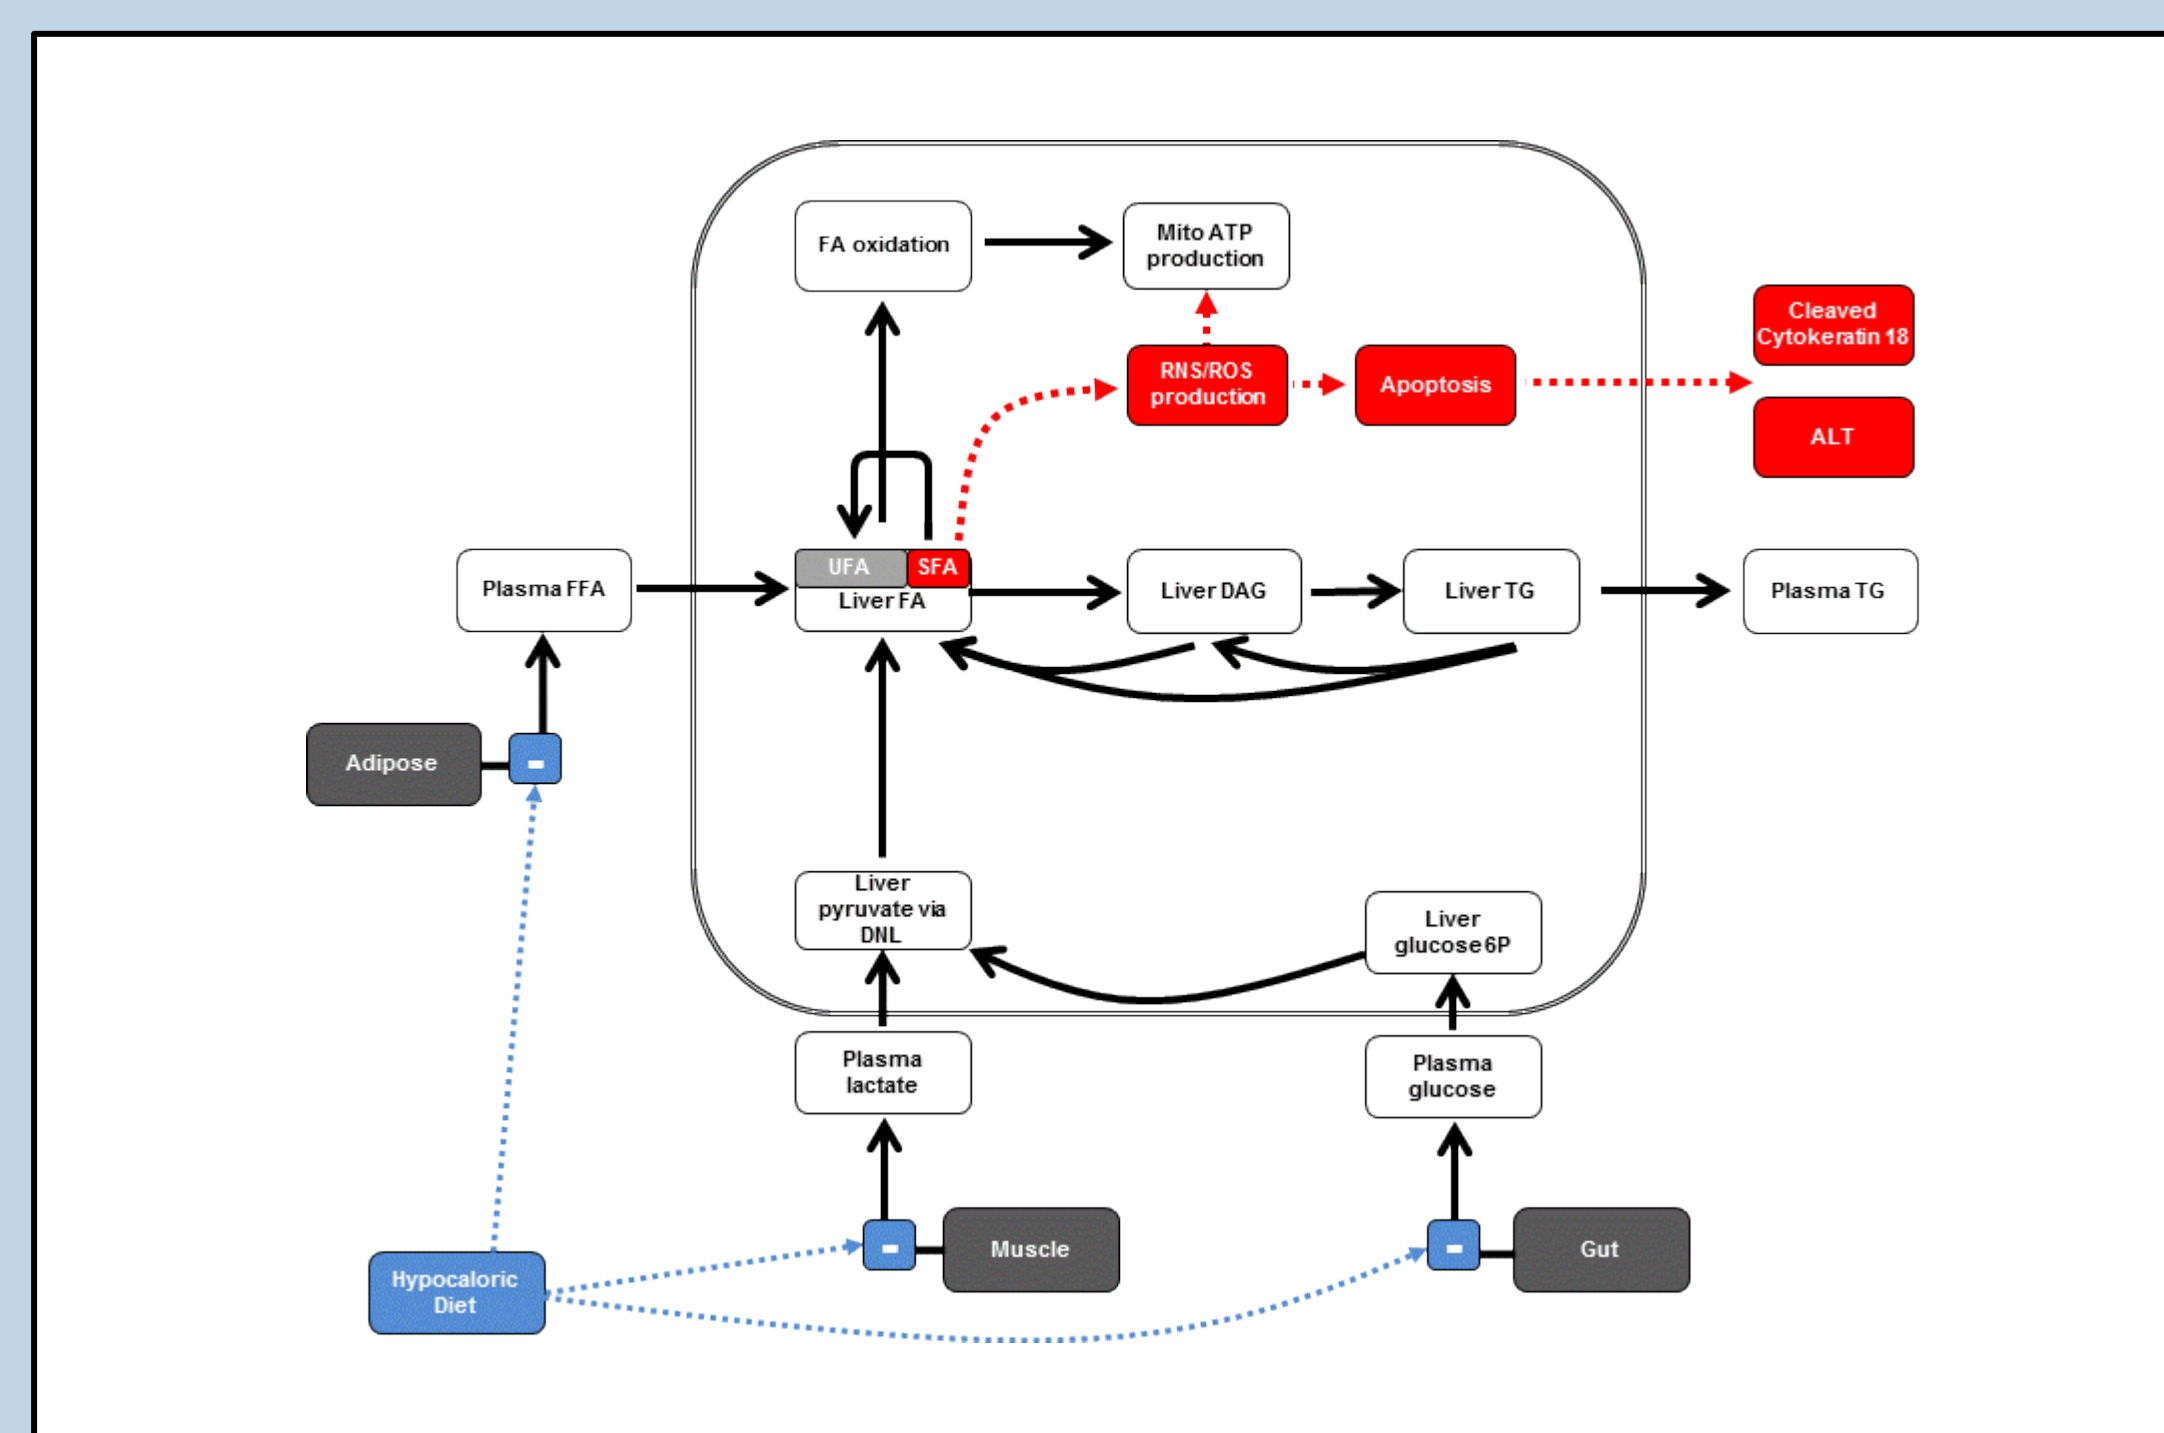 FA oxidation
Mito ATP
production
Cleaved
Cytokeratin 18
RNS/ROS
production
Apoptosis
ALT
UFA
SFA
Liver FA
Plasma FFA
Liver DAG
Liver TG
Plasma TG
Adipose
-
Liver
pyruvate via
DNL
Liver
glucose 6P
Plasma
lactate
Plasma
glucose
-
Muscle
-
Gut
Hypocaloric
Diet